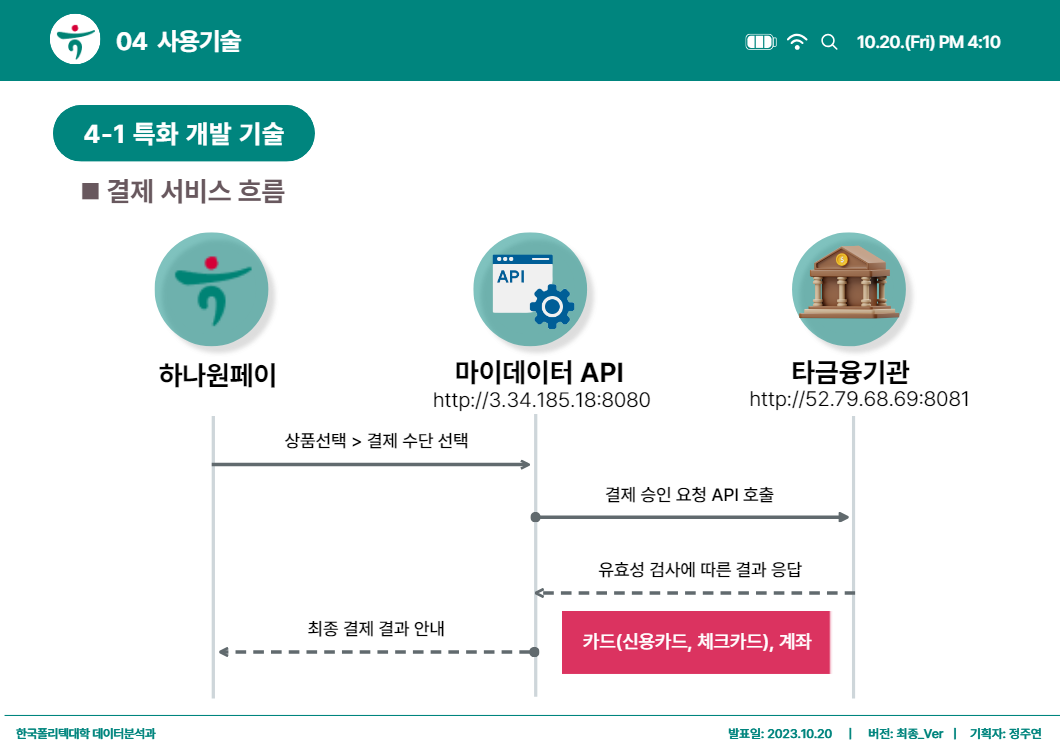 04 사용기술
10.20.(Fri) PM 4:10
4-1 특화 개발 기술
■ 결제 서비스 흐름
API
하나원페이
마이데이터 API
타금융기관
http://3.34.185.18:8080
http://52.79.68.69:8081
상품선택 > 결제 수단 선택
결제 승인 요청 API 호출
유효성 검사에 따른 결과 응답
최종 결제 결과 안내
카드(신용카드, 체크카드), 계좌
한국폴리텍대학 데이터분석과
발표일: 2023.10.20 | 버전: 최종_Ver | 기획자: 정주연